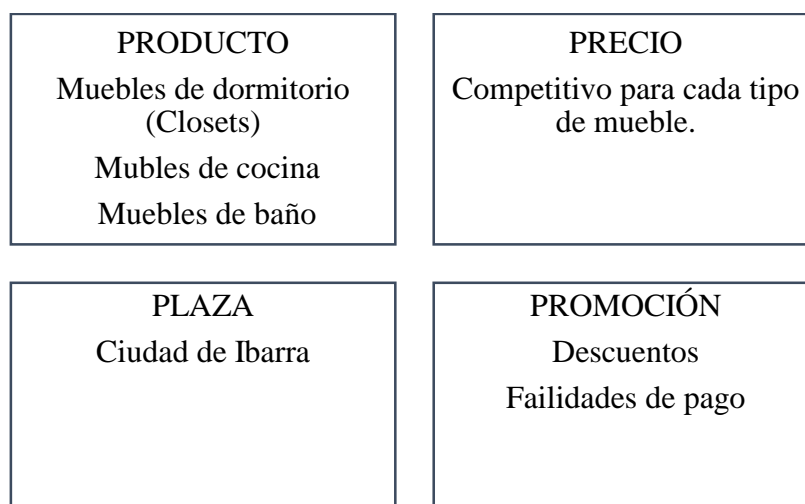 PRODUCTO
Muebles de dormitorio
(Closets)
Mubles de cocina
Muebles de baño
PRECIO
Competitivo para cada tipo
de mueble.
PLAZA
Ciudad de Ibarra
PROMOCIÓN
Descuentos
Failidades de pago